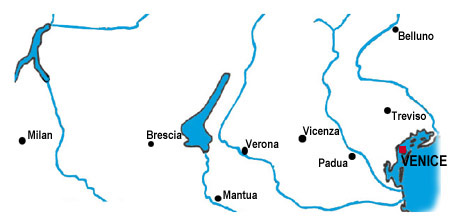 Belluno
Treviso
Milan
Brescia
Verona
Vicenza
Padua
VENICE
Mantua